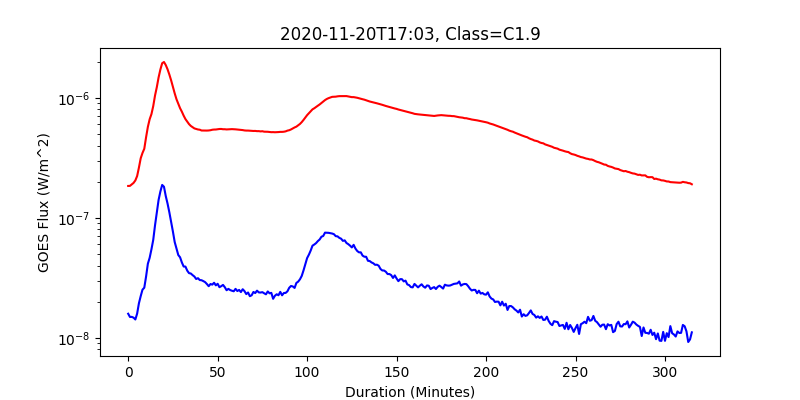 2020-11-20T17:03, Class=C1.9
GOES Flux (W/m^2)
10⁻⁶
10⁻⁷
10⁻⁸
0 50 100 150 200 250 300
Duration (Minutes)